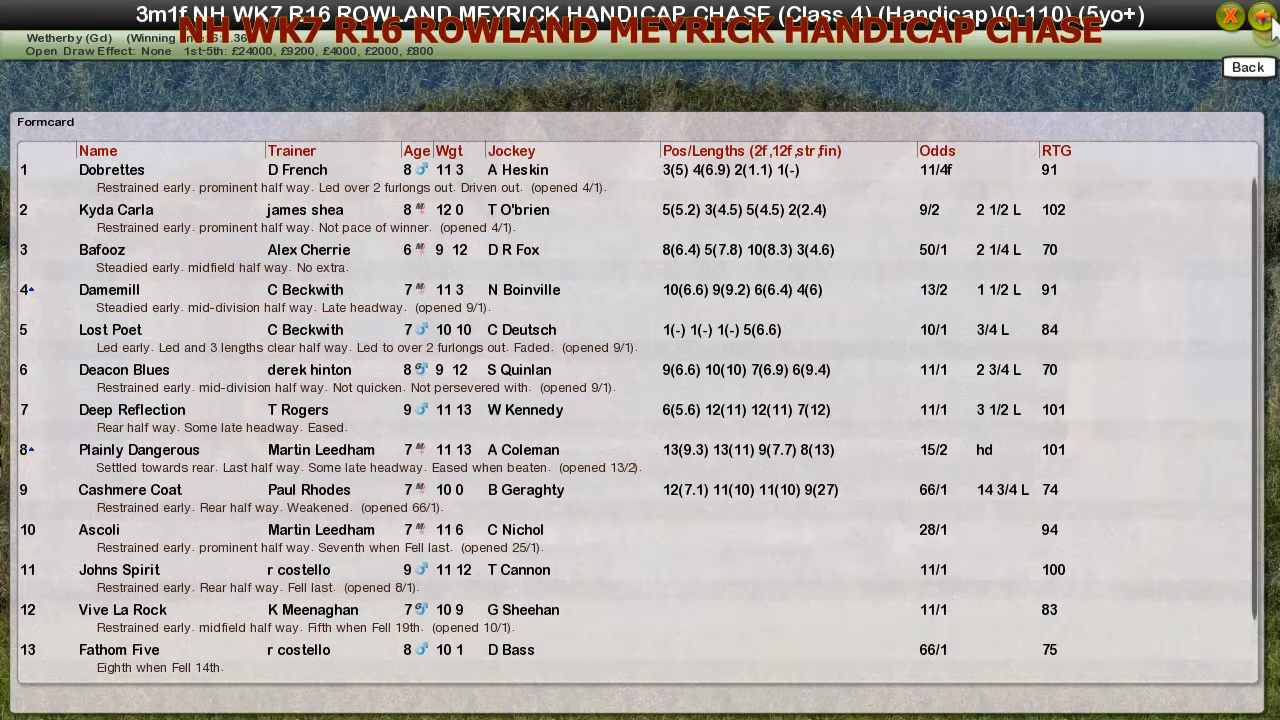 3m1f NH WK7 R16 ROWLAND MEYRICK HANDICAP CHASE (Class 4) (Handicap)(0-110) (5yo+)
NH WK7 R16 ROWLAND MEYRICK HANDICAP CHASE
Wetherby (Gd) (Winning
Open Draw Effect: None 1st-5th: £24000, £9200, £4000, £2000, £800
Back
Formcard
Name Trainer Age Wgt Jockey Pos/Lengths (2f,12f,str,fin) Odds RTG
1 Dobrettes D French 8 11 3 A Heskin 3(5) 4(6.9) 2(1.1) 1(-) 11/4f 91
Restrained early. prominent half way. Led over 2 furlongs out. Driven out. (opened 4/1).
2 Kyda Carla james shea 8 M 12 0 T O'brien 5(5.2) 3(4.5) 5(4.5) 2(2.4) 9/2 2 1/2 L 102
Restrained early. prominent half way. Not pace of winner. (opened 4/1).
3 Bafooz Alex Cherrie 6 M 9 12 D R Fox 8(6.4) 5(7.8) 10(8.3) 3(4.6) 50/1 2 1/4 L 70
Steadied early. midfield half way. No extra.
4 Damemill C Beckwith 7 M 11 3 N Boinville 10(6.6) 9(9.2) 6(6.4) 4(6) 13/2 1 1/2 L 91
Steadied early. mid-division half way. Late headway. (opened 9/1).
5 Lost Poet C Beckwith 7 10 10 C Deutsch 1(-) 1(-) 1(-) 5(6.6) 10/1 3/4 L 84
Led early. Led and 3 lengths clear half way. Led to over 2 furlongs out. Faded. (opened 9/1).
6 Deacon Blues derek hinton 8 G 9 12 S Quinlan 9(6.6) 10(10) 7(6.9) 6(9.4) 11/1 2 3/4 L 70
Restrained early. mid-division half way. Not quicken. Not persevered with. (opened 9/1).
7 Deep Reflection T Rogers 9 11 13 W Kennedy 6(5.6) 12(11) 12(11) 7(12) 11/1 3 1/2 L 101
Rear half way. Some late headway. Eased.
8 Plainly Dangerous Martin Leedham 7 M 11 13 A Coleman 13(9.3) 13(11) 9(7.7) 8(13) 15/2 hd 101
Settled towards rear. Last half way. Some late headway. Eased when beaten. (opened 13/2).
9 Cashmere Coat Paul Rhodes 7 M 10 0 B Geraghty 12(7.1) 11(10) 11(10) 9(27) 66/1 14 3/4 L 74
Restrained early. Rear half way. Weakened. (opened 66/1).
10 Ascoli Martin Leedham 7 M 11 6 C Nichol 28/1 94
Restrained early. prominent half way. Seventh when Fell last. (opened 25/1).
11 Johns Spirit r costello 9 11 12 T Cannon 11/1 100
Restrained early. Rear half way. Fell last. (opened 8/1).
12 Vive La Rock K Meenaghan 7 G 10 9 G Sheehan 11/1 83
Restrained early. midfield half way. Fifth when Fell 19th. (opened 10/1).
13 Fathom Five r costello 8 10 1 D Bass 66/1 75
Eighth when Fell 14th.